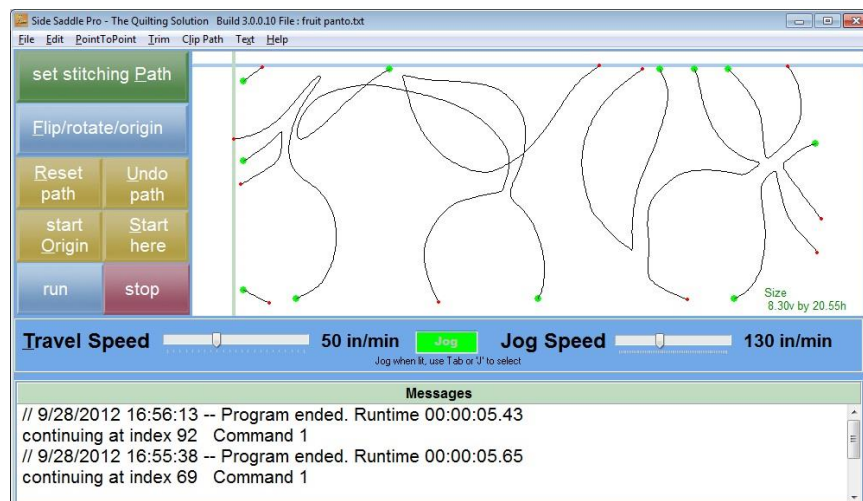 Side Saddle Pro - The Quilting Solution   Build 3.0.0.10 File : fruit panto.txt
File   Edit   PointToPoint   Trim   Clip Path   Text   Help
set stitching Path
Flip/rotate/origin
Reset path
Undo path
start Origin
Start here
run
stop
Size
8.30v by 20.55h
Travel Speed   50 in/min   Jog   Jog Speed   130 in/min
Jog when lit, use Tab or 'J' to select
Messages
// 9/28/2012 16:56:13 -- Program ended. Runtime 00:00:05.43
continuing at index 92   Command 1
// 9/28/2012 16:55:38 -- Program ended. Runtime 00:00:05.65
continuing at index 69   Command 1